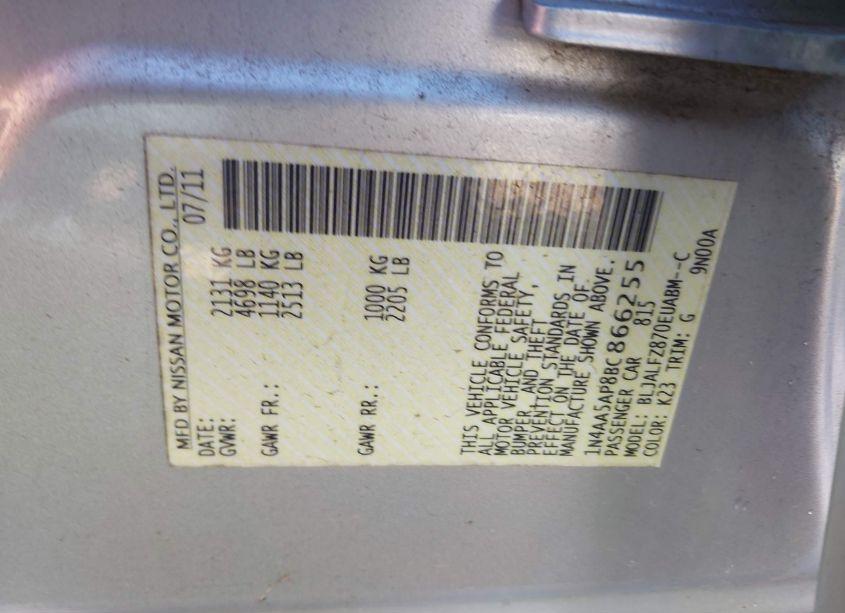 MFD BY NISSAN MOTOR CO., LTD.
DATE: 07/11
GVWR: 2131 KG
4698 LB
GAWR FR.: 1140 KG
2513 LB
GAWR RR.: 1000 KG
2205 LB
THIS VEHICLE CONFORMS TO
ALL APPLICABLE FEDERAL
MOTOR VEHICLE SAFETY,
BUMPER, AND THEFT
PREVENTION STANDARDS IN
EFFECT ON THE DATE OF
MANUFACTURE SHOWN ABOVE.
1N4AA5AP8BC866255
PASSENGER CAR 815
MODEL: BLJALFZ870EUABM--C
COLOR: K23 TRIM: G 9N00A